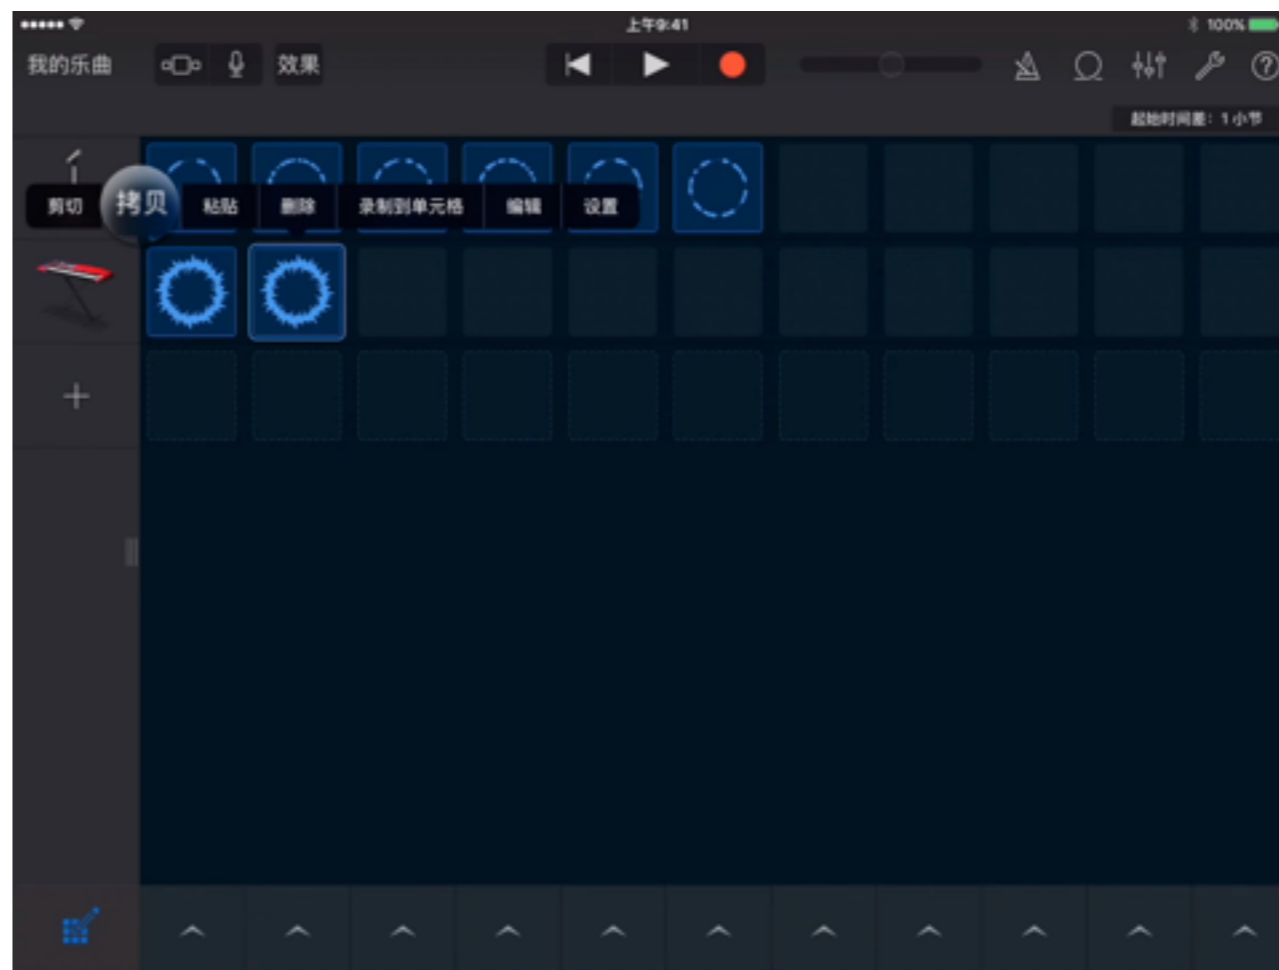 上午9:41
100%
我的乐曲
效果
起始时间差：1 小节
剪切 拷贝 粘贴 删除 录制到单元格 编辑 设置